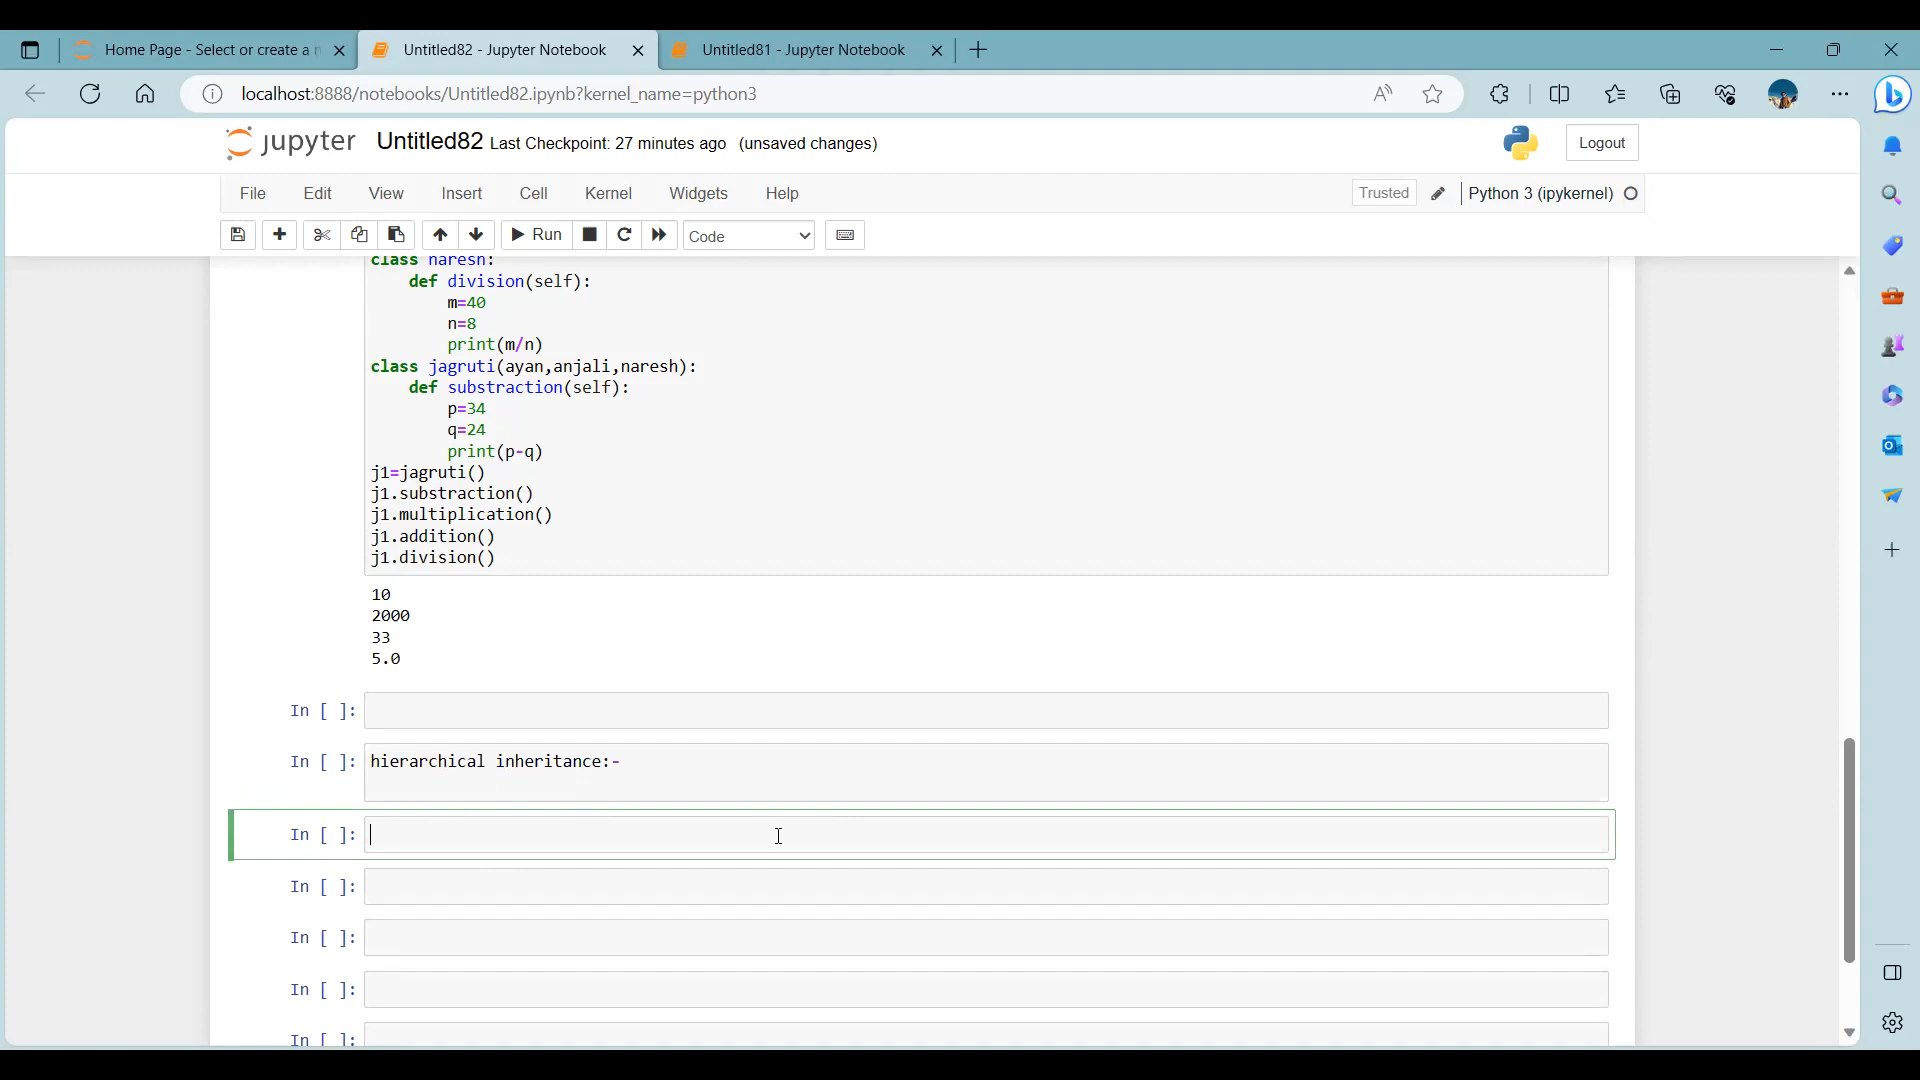 Home Page - Select or create a n
Untitled82 - Jupyter Notebook
Untitled81 - Jupyter Notebook
localhost:8888/notebooks/Untitled82.ipynb?kernel_name=python3
jupyter Untitled82 Last Checkpoint: 27 minutes ago (unsaved changes)
Logout
File Edit View Insert Cell Kernel Widgets Help
Trusted
Python 3 (ipykernel)
Run
Code
class naresh:
    def division(self):
        m=40
        n=8
        print(m/n)
class jagruti(ayan,anjali,naresh):
    def substraction(self):
        p=34
        q=24
        print(p-q)
j1=jagruti()
j1.substraction()
j1.multiplication()
j1.addition()
j1.division()
10
2000
33
5.0
In [ ]:
In [ ]: hierarchical inheritance:-
In [ ]:
In [ ]:
In [ ]:
In [ ]:
In [ ]: